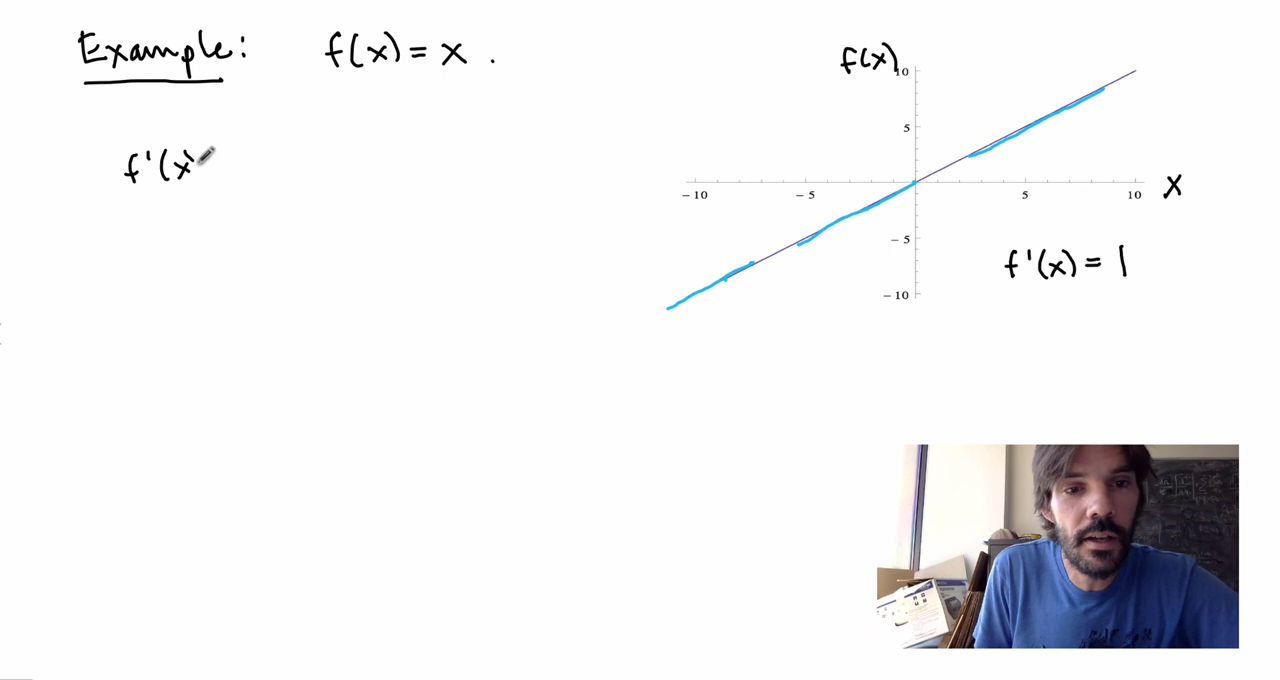 Example: f(x) = x .
f'(x)
f(x)
10
5
-10 -5 5 10 x
-5
f'(x) = 1
-10